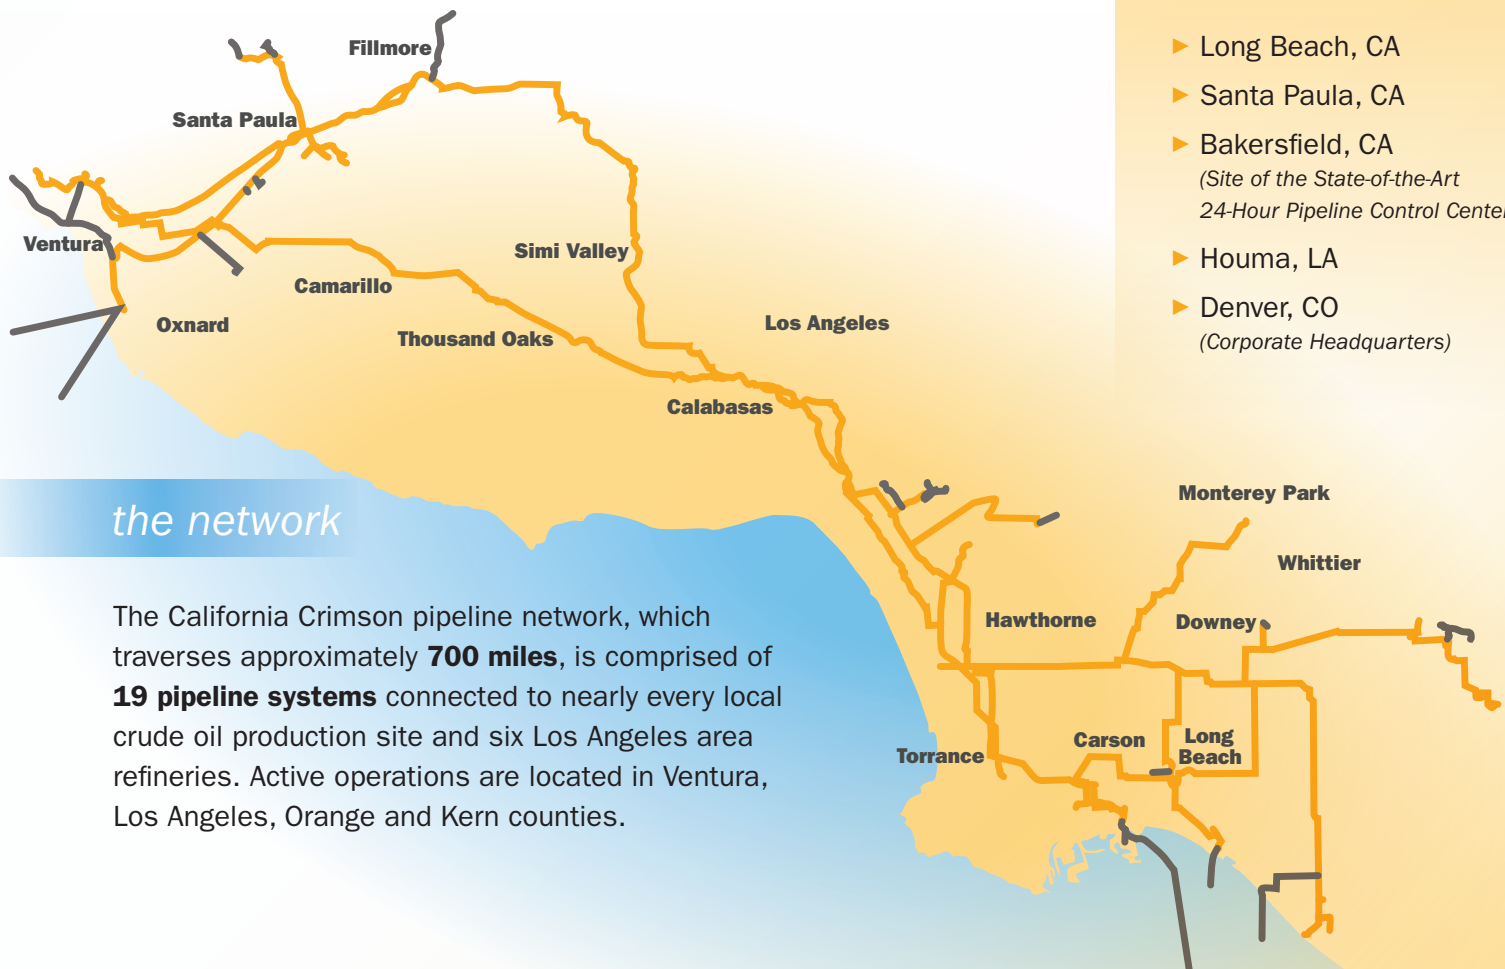 Fillmore
Santa Paula
Ventura
Simi Valley
Camarillo
Oxnard
Thousand Oaks
Los Angeles
Calabasas
► Long Beach, CA
► Santa Paula, CA
► Bakersfield, CA
(Site of the State-of-the-Art
24-Hour Pipeline Control Center
► Houma, LA
► Denver, CO
(Corporate Headquarters)
the network
The California Crimson pipeline network, which
traverses approximately 700 miles, is comprised of
19 pipeline systems connected to nearly every local
crude oil production site and six Los Angeles area
refineries. Active operations are located in Ventura,
Los Angeles, Orange and Kern counties.
Monterey Park
Whittier
Hawthorne
Downey
Torrance
Carson
Long
Beach